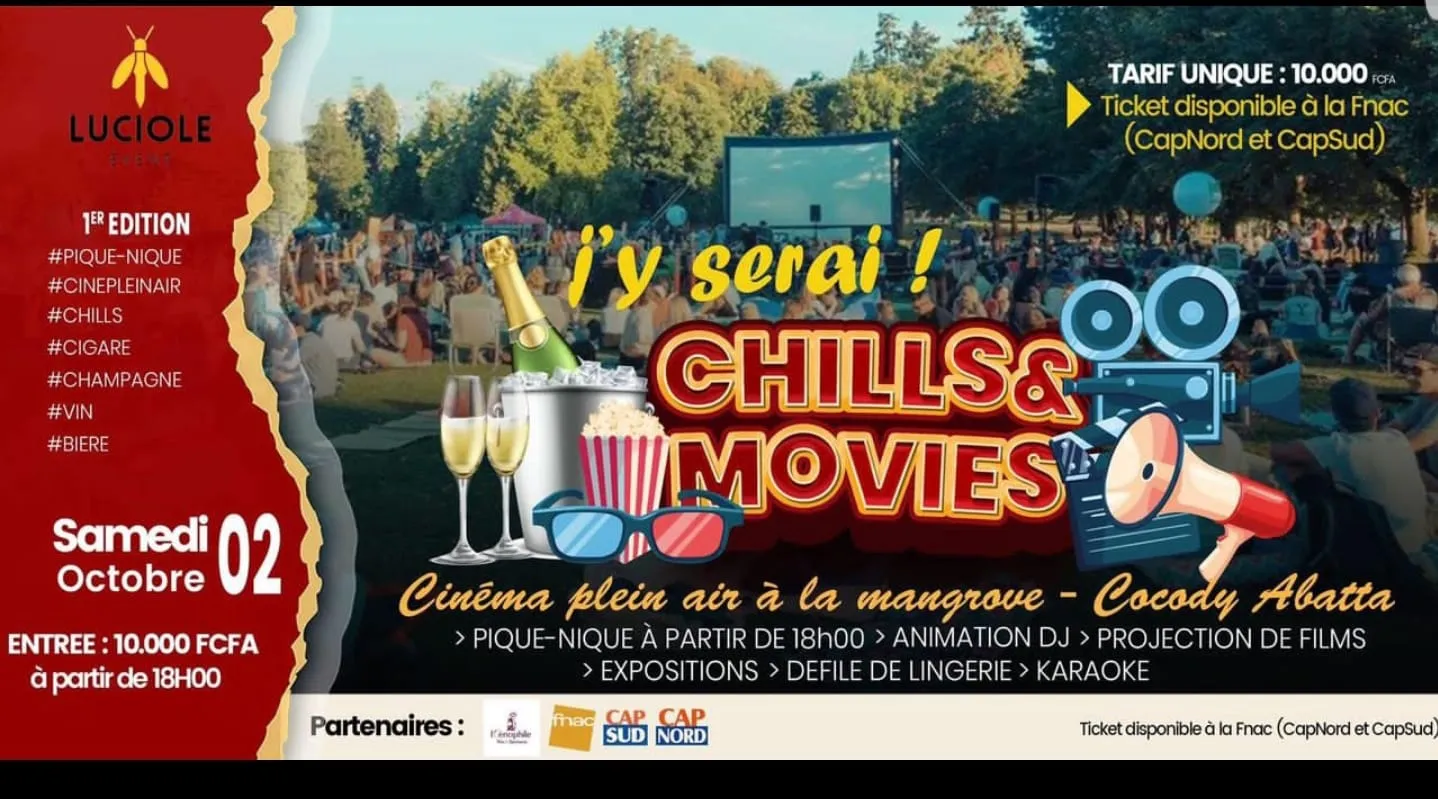 LUCIOLE
EVENT
1ER EDITION
#PIQUE-NIQUE
#CINEPLEINAIR
#CHILLS
#CIGARE
#CHAMPAGNE
#VIN
#BIERE
Samedi 02
Octobre
ENTREE : 10.000 FCFA
à partir de 18H00
TARIF UNIQUE : 10.000 FCFA
Ticket disponible à la Fnac
(CapNord et CapSud)
j'y serai !
CHILLS&
MOVIES
Cinéma plein air à la mangrove - Cocody Abatta
> PIQUE-NIQUE À PARTIR DE 18h00 > ANIMATION DJ > PROJECTION DE FILMS
> EXPOSITIONS > DEFILE DE LINGERIE > KARAOKE
Partenaires :
fnac
CAP
SUD
CAP
NORD
Ticket disponible à la Fnac (CapNord et CapSud)